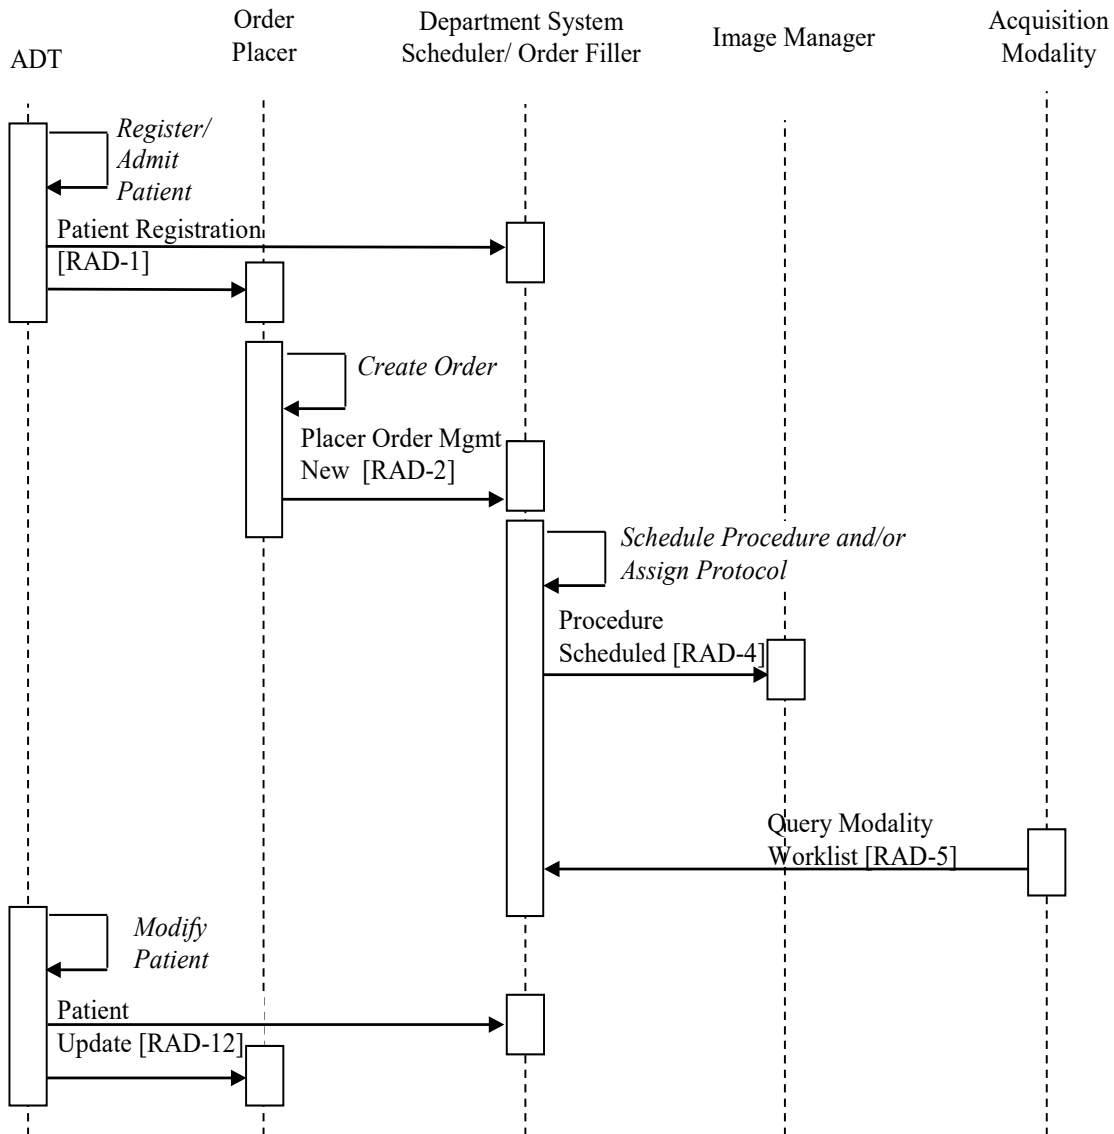 ADT
Order
Placer
Department System
Scheduler/ Order Filler
Image Manager
Acquisition
Modality
Register/
Admit
Patient
Patient Registration
[RAD-1]
Create Order
Placer Order Mgmt
New [RAD-2]
Schedule Procedure and/or
Assign Protocol
Procedure
Scheduled [RAD-4]
Query Modality
Worklist [RAD-5]
Modify
Patient
Patient
Update [RAD-12]